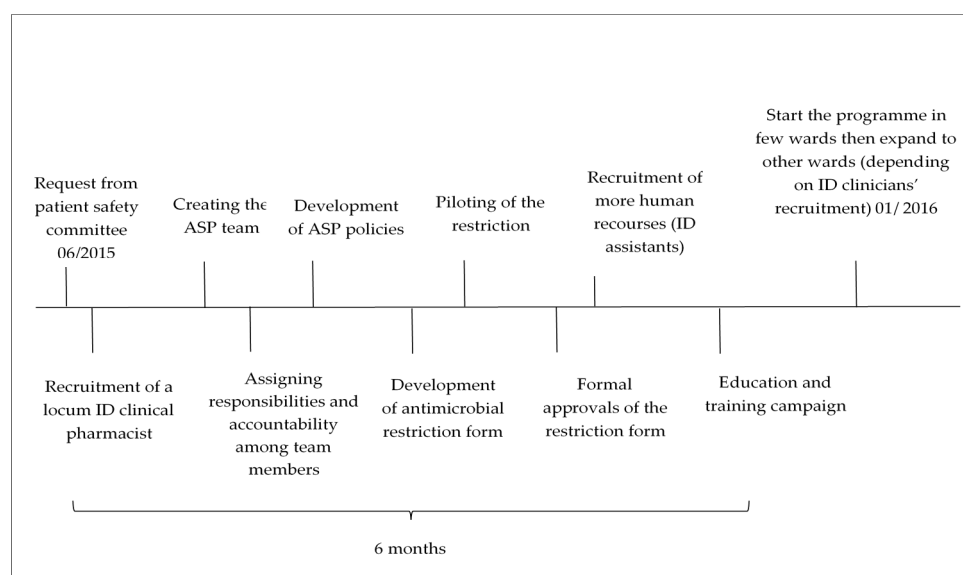 Request from
patient safety
committee
06/2015
Recruitment of a
locum ID clinical
pharmacist
Creating the
ASP team
Assigning
responsibilities and
accountability
among team
members
Development
of ASP policies
Development
of antimicrobial
restriction form
Piloting of the
restriction
Formal
approvals of the
restriction form
Recruitment of
more human
recourses (ID
assistants)
Education and
training campaign
Start the programme in
few wards then expand to
other wards (depending
on ID clinicians’
recruitment) 01/ 2016
6 months